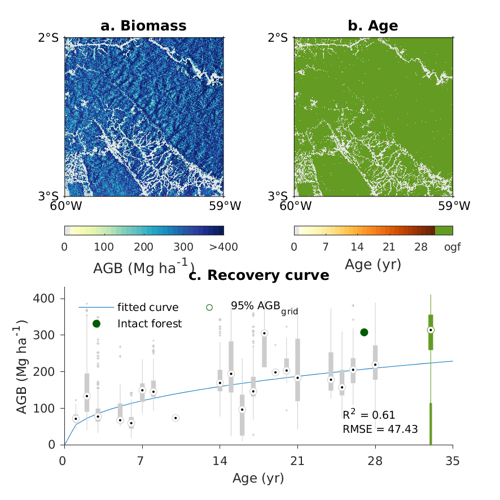 a. Biomass
b. Age
2°S
3°S
60°W
59°W
2°S
3°S
60°W
59°W
0 100 200 300 >400
AGB (Mg ha-1)
0 7 14 21 28 ogf
Age (yr)
c. Recovery curve
fitted curve
95% AGBgrid
Intact forest
400
300
200
100
0
AGB (Mg ha-1)
R2 = 0.61
RMSE = 47.43
0 7 14 21 28 35
Age (yr)